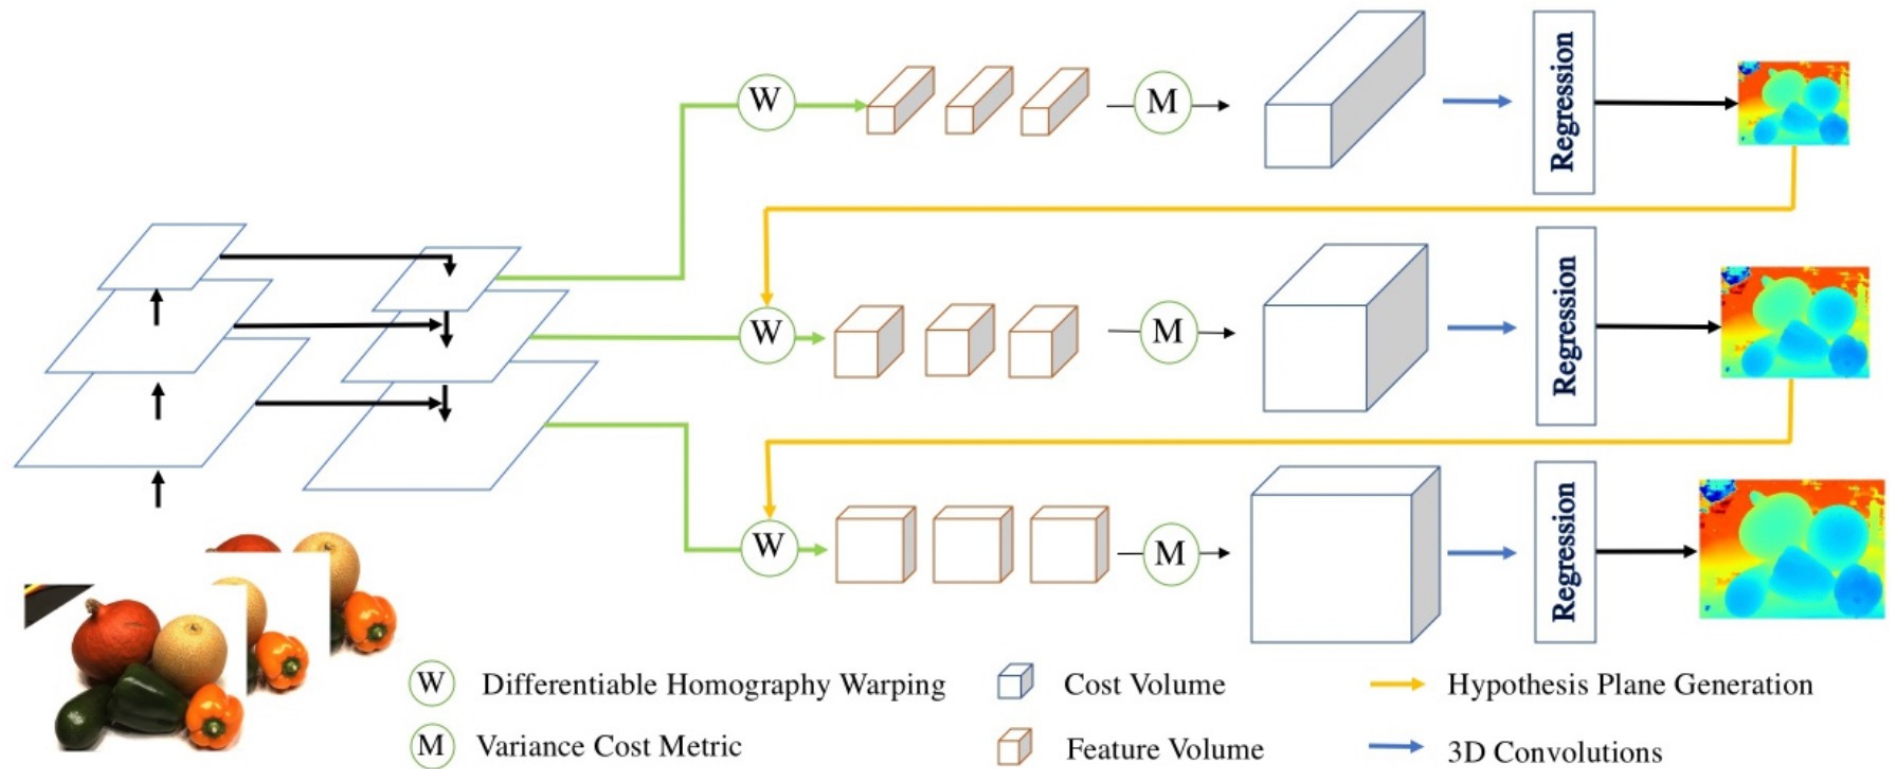 W
M
Regression
W
M
Regression
W
M
Regression
W Differentiable Homography Warping
Cost Volume
Hypothesis Plane Generation
M Variance Cost Metric
Feature Volume
3D Convolutions